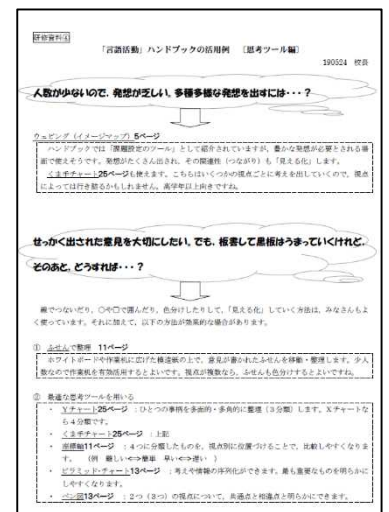 研修資料④
「言語活動」ハンドブックの活用例 〔思考ツール編〕
190524 校長
人数が少ないので、発想が乏しい。多種多様な発想を出すには・・・?
ウェビング(イメージマップ)5ページ
ハンドブックでは「課題設定のツール」として紹介されていますが、豊かな発想が必要とされる場
面で使えそうです。発想がたくさん出され、その関連性(つながり)も「見える化」します。
くま手チャート25ページも使えます。こちらはいくつかの視点ごとに考えを出していくので、視点
によっては行き詰るかもしれません。高学年以上向きですね。
せっかく出された意見を大切にしたい。でも、板書して黒板はうまっていくけれど、
そのあと、どうすれば・・・?
線でつないだり、○や□で囲んだり、色分けしたりして、「見える化」していく方法は、みなさんもよ
く使っています。それに加えて、以下の方法が効果的な場合があります。
① ふせんで整理 11ページ
ホワイトボードや作業机に広げた模造紙の上で、意見が書かれたふせんを移動・整理します。少人
数なので作業机を有効活用するとよいです。視点が複数なら、ふせんも色分けするとよいですね。
② 最適な思考ツールを用いる
・ Yチャート25ページ:ひとつの事柄を多面的・多角的に整理(3分類)します。Xチャートな
ら4分類です。
・ くま手チャート25ページ:上記
・ 座標軸11ページ:4つに分類したものを、視点別に位置づけることで、比較しやすくなりま
す。 (例 難しい<=>簡単 早い<=>遅い )
・ ピラミッド・チャート13ページ:考えや情報の序列化ができます。最も重要なものを明らかに
しやすくなります。
・ ベン図13ページ:2つ(3つ)の視点について、共通点と相違点と明らかにできます。